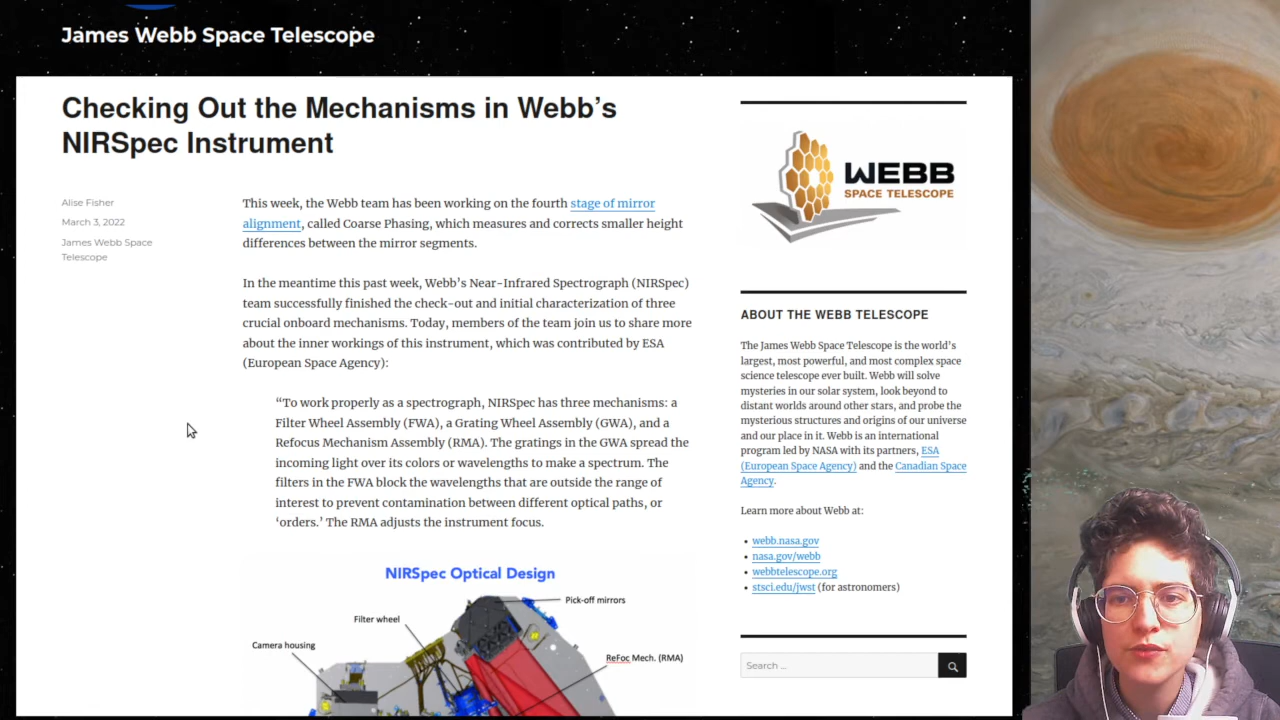 James Webb Space Telescope
Checking Out the Mechanisms in Webb’s
NIRSpec Instrument
Alise Fisher
March 3, 2022
James Webb Space
Telescope
This week, the Webb team has been working on the fourth stage of mirror
alignment, called Coarse Phasing, which measures and corrects smaller height
differences between the mirror segments.
In the meantime this past week, Webb’s Near-Infrared Spectrograph (NIRSpec)
team successfully finished the check-out and initial characterization of three
crucial onboard mechanisms. Today, members of the team join us to share more
about the inner workings of this instrument, which was contributed by ESA
(European Space Agency):
“To work properly as a spectrograph, NIRSpec has three mechanisms: a
Filter Wheel Assembly (FWA), a Grating Wheel Assembly (GWA), and a
Refocus Mechanism Assembly (RMA). The gratings in the GWA spread the
incoming light over its colors or wavelengths to make a spectrum. The
filters in the FWA block the wavelengths that are outside the range of
interest to prevent contamination between different optical paths, or
‘orders.’ The RMA adjusts the instrument focus.
NIRSpec Optical Design
Pick-off mirrors
Filter wheel
Camera housing
ReFoc Mech. (RMA)
WEBB
SPACE TELESCOPE
ABOUT THE WEBB TELESCOPE
The James Webb Space Telescope is the world’s
largest, most powerful, and most complex space
science telescope ever built. Webb will solve
mysteries in our solar system, look beyond to
distant worlds around other stars, and probe the
mysterious structures and origins of our universe
and our place in it. Webb is an international
program led by NASA with its partners, ESA
(European Space Agency) and the Canadian Space
Agency.
Learn more about Webb at:
• webb.nasa.gov
• nasa.gov/webb
• webbtelescope.org
• stsci.edu/jwst (for astronomers)
Search …